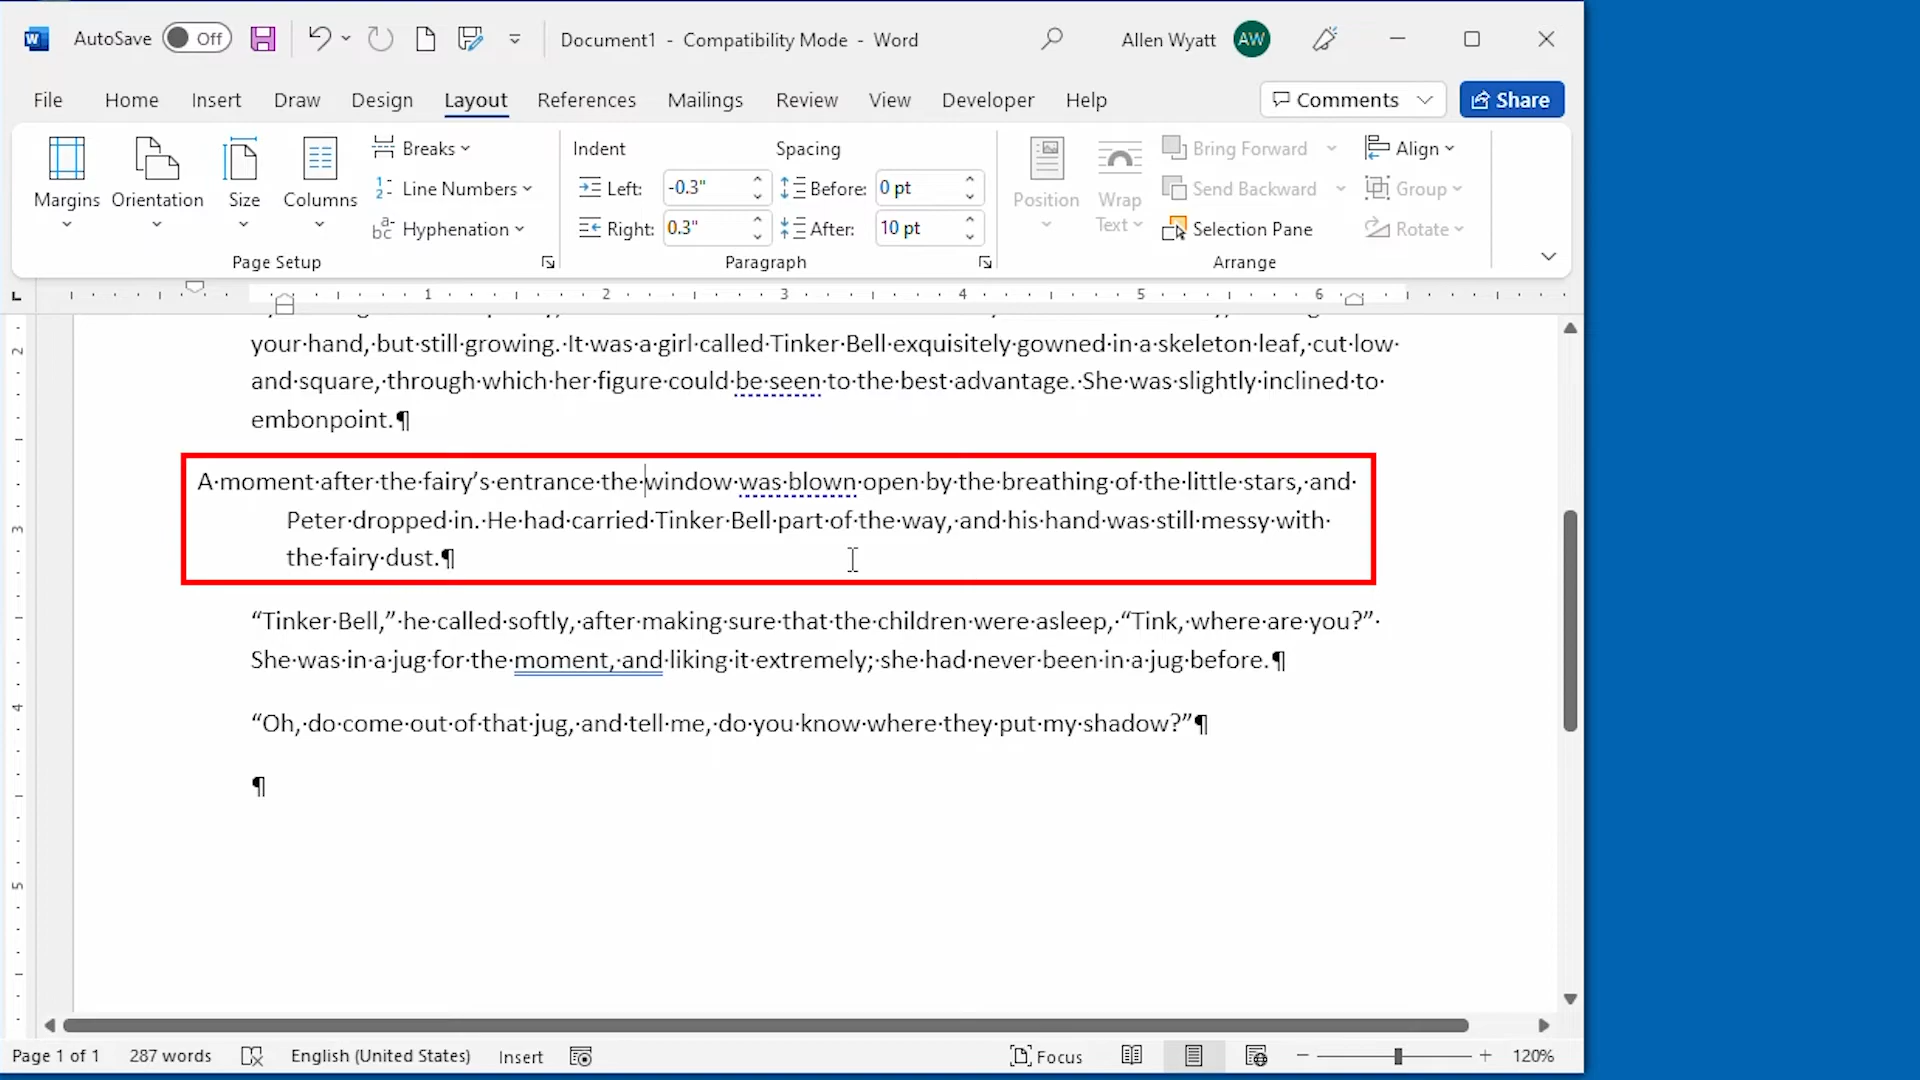 AutoSave Off Document1 - Compatibility Mode - Word Allen Wyatt AW
File Home Insert Draw Design Layout References Mailings Review View Developer Help Comments Share
Margins Orientation Size Columns
Breaks
Line Numbers
Hyphenation
Page Setup
Indent Spacing
Left: -0.3" Before: 0 pt
Right: 0.3" After: 10 pt
Paragraph
Position Wrap Text
Bring Forward
Send Backward
Selection Pane
Align
Group
Rotate
Arrange
1 2 3 4 5 6
2
3
4
5
your·hand,·but·still·growing.·It·was·a·girl·called·Tinker·Bell·exquisitely·gowned·in·a·skeleton·leaf,·cut·low·
and·square,·through·which·her·figure·could·be·seen·to·the·best·advantage.·She·was·slightly·inclined·to·
embonpoint.¶
A·moment·after·the·fairy’s·entrance·the·window·was·blown·open·by·the·breathing·of·the·little·stars,·and·
Peter·dropped·in.·He·had·carried·Tinker·Bell·part·of·the·way,·and·his·hand·was·still·messy·with·
the·fairy·dust.¶
“Tinker·Bell,”·he·called·softly,·after·making·sure·that·the·children·were·asleep,·“Tink,·where·are·you?”·
She·was·in·a·jug·for·the·moment,·and·liking·it·extremely;·she·had·never·been·in·a·jug·before.¶
“Oh,·do·come·out·of·that·jug,·and·tell·me,·do·you·know·where·they·put·my·shadow?”¶
¶
Page 1 of 1 287 words English (United States) Insert Focus 120%